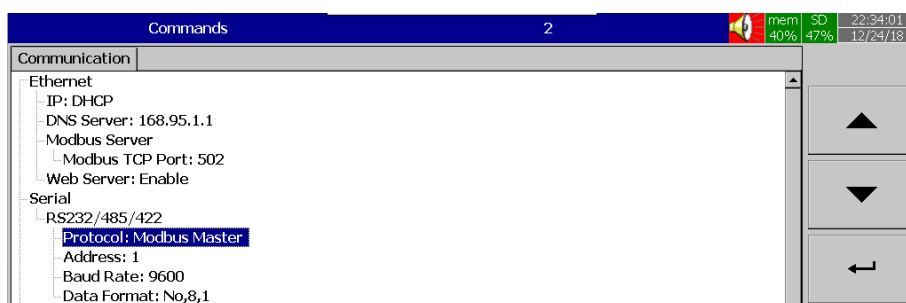 Commands 2 mem 40% SD 47% 22:34:01 12/24/18
Communication
Ethernet
IP: DHCP
DNS Server: 168.95.1.1
Modbus Server
Modbus TCP Port: 502
Web Server: Enable
Serial
RS232/485/422
Protocol: Modbus Master
Address: 1
Baud Rate: 9600
Data Format: No,8,1